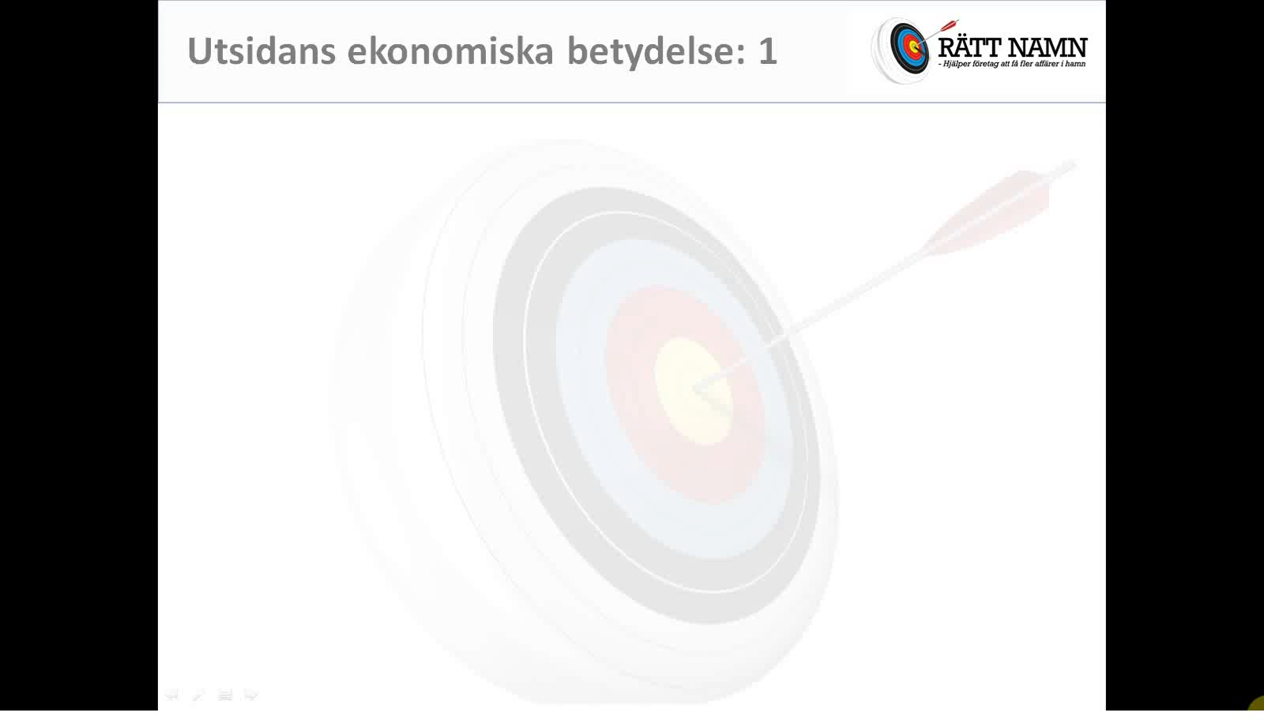 Utsidans ekonomiska betydelse: 1
RÄTT NAMN
- Hjälper företag att få fler affärer i hamn